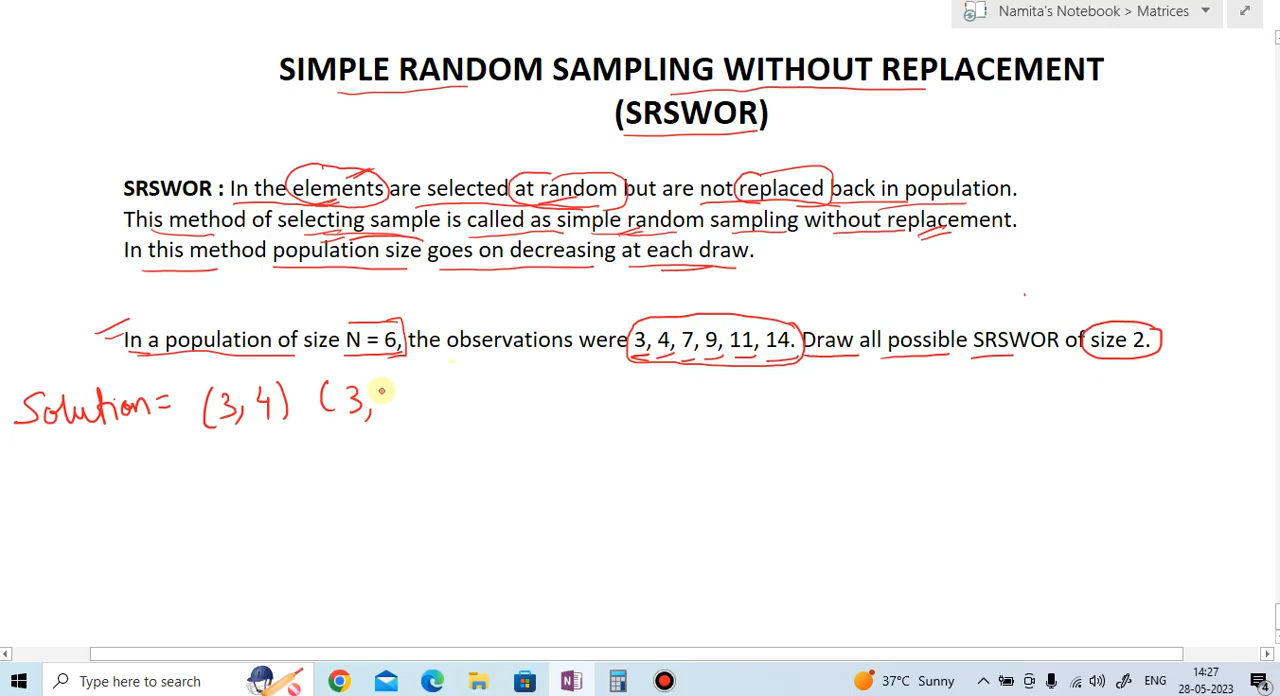 Namita's Notebook > Matrices
SIMPLE RANDOM SAMPLING WITHOUT REPLACEMENT
(SRSWOR)
SRSWOR : In the elements are selected at random but are not replaced back in population.
This method of selecting sample is called as simple random sampling without replacement.
In this method population size goes on decreasing at each draw.
In a population of size N = 6, the observations were 3, 4, 7, 9, 11, 14. Draw all possible SRSWOR of size 2.
Solution= (3,4) (3,
Type here to search
37°C Sunny
ENG
14:27
28-05-2023
4